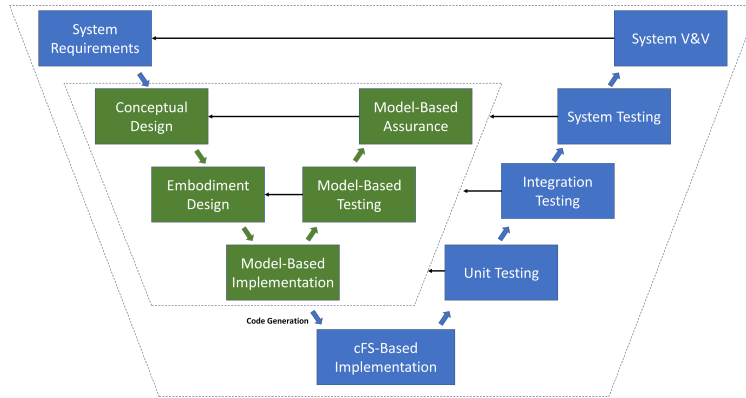 System
Requirements
System V&V
Conceptual
Design
Model-Based
Assurance
System Testing
Embodiment
Design
Model-Based
Testing
Integration
Testing
Model-Based
Implementation
Unit Testing
Code Generation
cFS-Based
Implementation